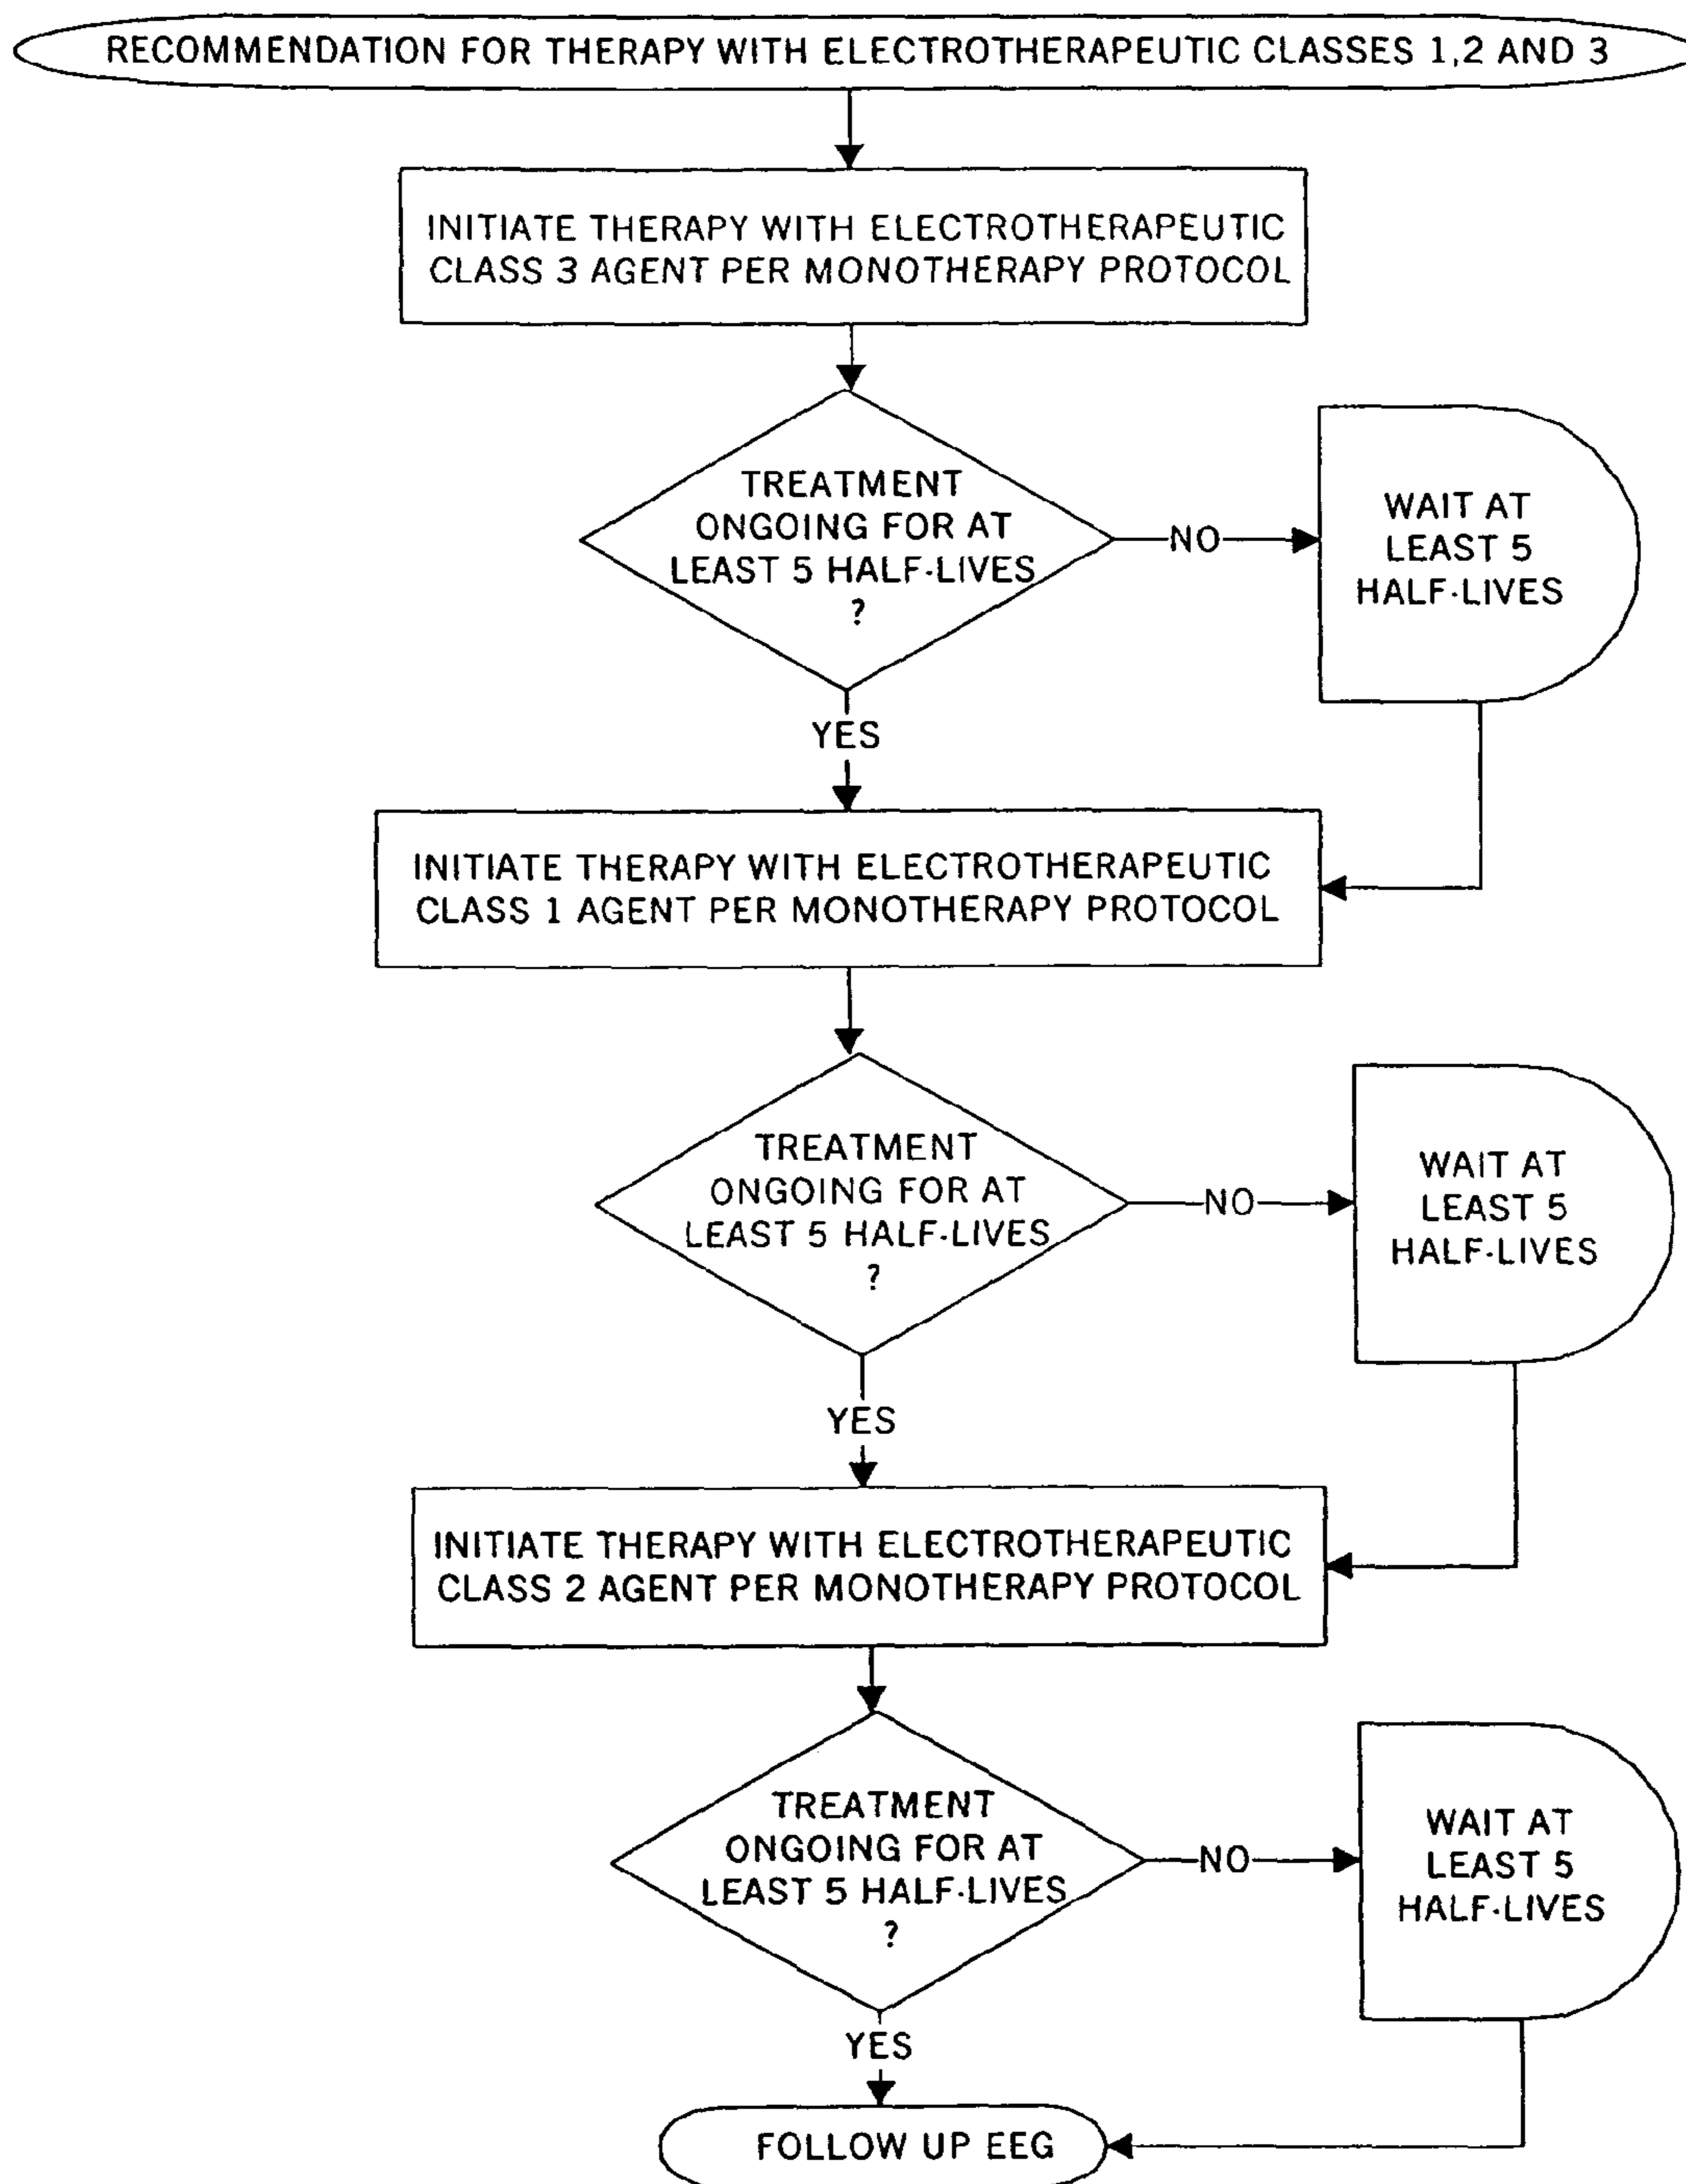 RECOMMENDATION FOR THERAPY WITH ELECTROTHERAPEUTIC CLASSES 1,2 AND 3
INITIATE THERAPY WITH ELECTROTHERAPEUTIC
CLASS 3 AGENT PER MONOTHERAPY PROTOCOL
TREATMENT
ONGOING FOR AT
LEAST 5 HALF-LIVES
?
NO
WAIT AT
LEAST 5
HALF-LIVES
YES
INITIATE THERAPY WITH ELECTROTHERAPEUTIC
CLASS 1 AGENT PER MONOTHERAPY PROTOCOL
TREATMENT
ONGOING FOR AT
LEAST 5 HALF-LIVES
?
NO
WAIT AT
LEAST 5
HALF-LIVES
YES
INITIATE THERAPY WITH ELECTROTHERAPEUTIC
CLASS 2 AGENT PER MONOTHERAPY PROTOCOL
TREATMENT
ONGOING FOR AT
LEAST 5 HALF-LIVES
?
NO
WAIT AT
LEAST 5
HALF-LIVES
YES
FOLLOW UP EEG